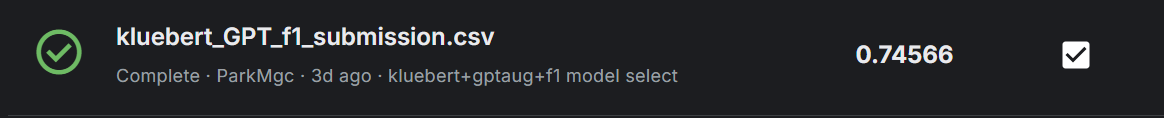 kluebert_GPT_f1_submission.csv
0.74566
Complete · ParkMgc · 3d ago · kluebert+gptaug+f1 model select